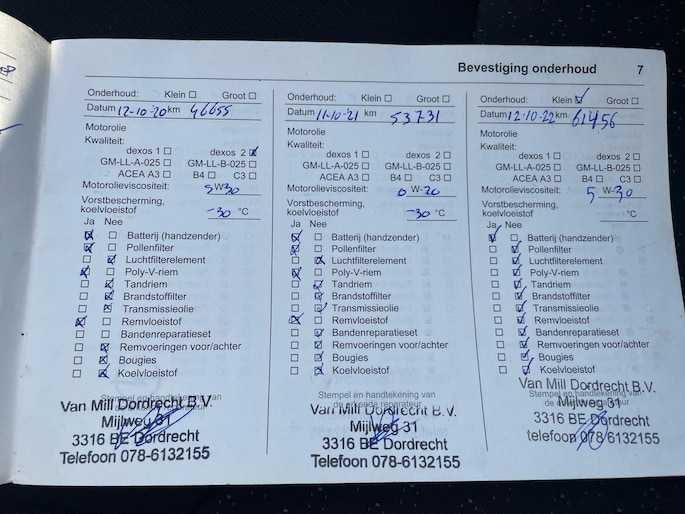 Bevestiging onderhoud 7
Onderhoud: Klein ☐ Groot ☐
Datum 12-10-20 km 46655
Motorolie
Kwaliteit:
dexos 1 ☐ dexos 2 ☒
GM-LL-A-025 ☐ GM-LL-B-025 ☐
ACEA A3 ☐ B4 ☐ C3 ☐
Motorolieviscositeit: 5W30
Vorstbescherming,
koelvloeistof -30 °C
Ja Nee
☒ ☐ Batterij (handzender)
☒ ☐ Pollenfilter
☐ ☒ Luchtfilterelement
☒ ☐ Poly-V-riem
☐ ☒ Tandriem
☐ ☒ Brandstoffilter
☐ ☒ Transmissieolie
☒ ☐ Remvloeistof
☐ ☐ Bandenreparatieset
☐ ☒ Remvoeringen voor/achter
☐ ☒ Bougies
☐ ☒ Koelvloeistof
Stempel en handtekening van
Van Mill Dordrecht B.V.
Mijlweg 31
3316 BE Dordrecht
Telefoon 078-6132155
Onderhoud: Klein ☐ Groot ☐
Datum 11-10-'21 km 53731
Motorolie
Kwaliteit:
dexos 1 ☐ dexos 2 ☐
GM-LL-A-025 ☐ GM-LL-B-025 ☐
ACEA A3 ☐ B4 ☐ C3 ☐
Motorolieviscositeit: 0 W-20
Vorstbescherming,
koelvloeistof -30 °C
Ja Nee
☒ ☐ Batterij (handzender)
☒ ☐ Pollenfilter
☐ ☒ Luchtfilterelement
☒ ☐ Poly-V-riem
☐ ☑ Tandriem
☐ ☒ Brandstoffilter
☐ ☑ Transmissieolie
☒ ☐ Remvloeistof
☐ ☑ Bandenreparatieset
☐ ☑ Remvoeringen voor/achter
☐ ☑ Bougies
☐ ☒ Koelvloeistof
Stempel en handtekening van
de erkende reparateur
Van Mill Dordrecht B.V.
Mijlweg 31
3316 BE Dordrecht
Telefoon 078-6132155
Onderhoud: Klein ☑ Groot ☐
Datum 12-10-22 km 61456
Motorolie
Kwaliteit:
dexos 1 ☐ dexos 2 ☐
GM-LL-A-025 ☐ GM-LL-B-025 ☐
ACEA A3 ☐ B4 ☐ C3 ☐
Motorolieviscositeit: 5 W-30
Vorstbescherming,
koelvloeistof °C
Ja Nee
☑ ☐ Batterij (handzender)
☐ ☑ Pollenfilter
☐ ☑ Luchtfilterelement
☐ ☑ Poly-V-riem
☐ ☑ Tandriem
☐ ☑ Brandstoffilter
☐ ☑ Transmissieolie
☐ ☑ Remvloeistof
☐ ☑ Bandenreparatieset
☐ ☑ Remvoeringen voor/achter
☐ ☑ Bougies
☐ ☑ Koelvloeistof
Van Mill Dordrecht B.V.
Stempel en handtekening van
Mijlweg 31
3316 BE Dordrecht
telefoon 078-6132155